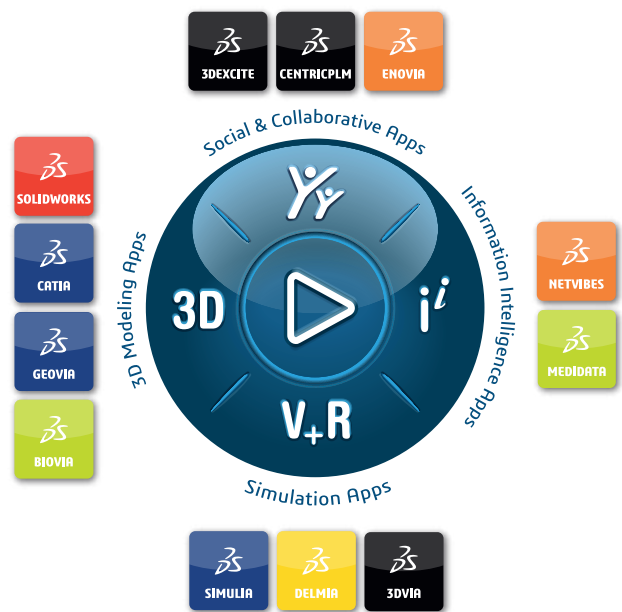 3DEXCITE
CENTRICPLM
ENOVIA
Social & Collaborative Apps
SOLIDWORKS
CATIA
GEOVIA
BIOVIA
3D Modeling Apps
3D
i i
V+R
Information Intelligence Apps
NETVIBES
MEDIDATA
Simulation Apps
SIMULIA
DELMIA
3DVIA